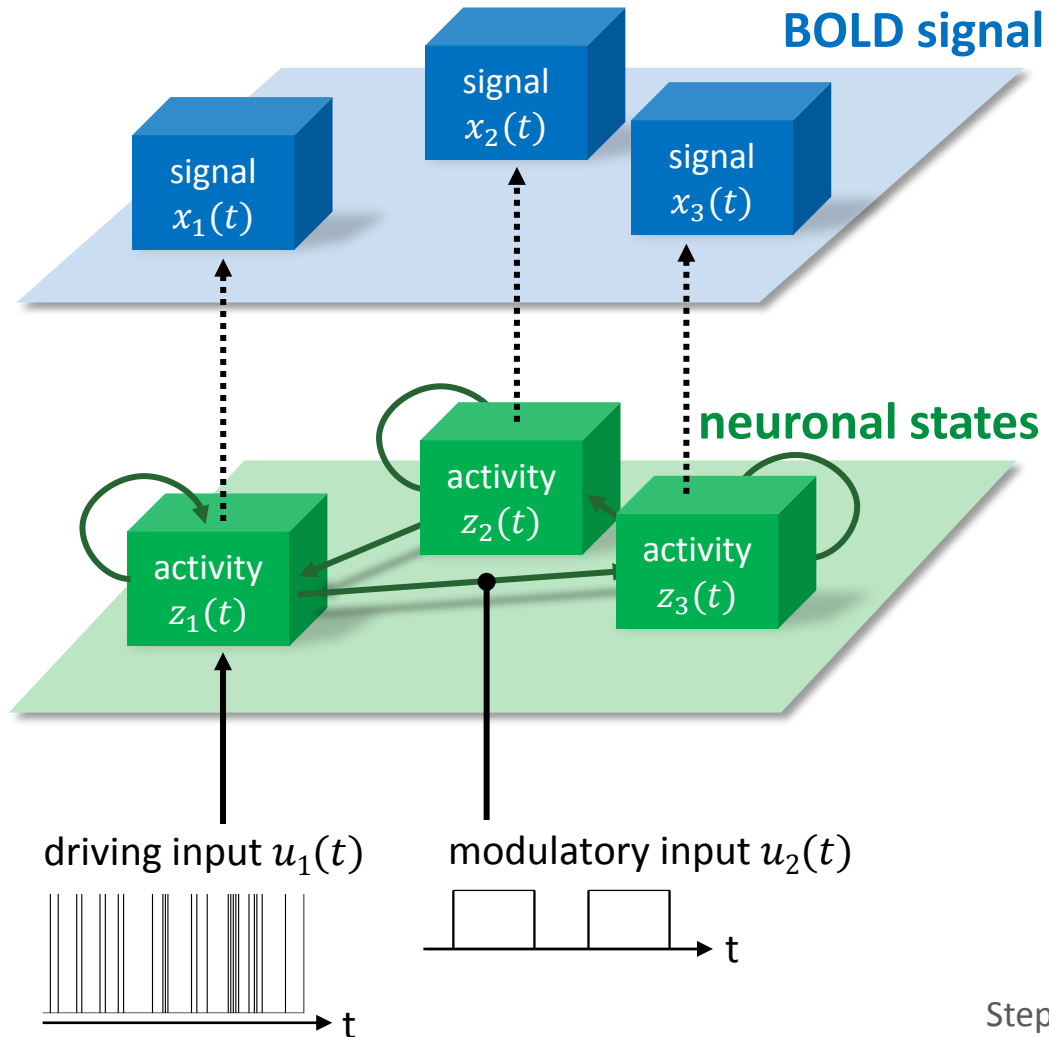 BOLD signal
signal
x₂(t)
signal
x₁(t)
signal
x₃(t)
neuronal states
activity
z₂(t)
activity
z₁(t)
activity
z₃(t)
driving input u₁(t)
modulatory input u₂(t)
t
t
Step